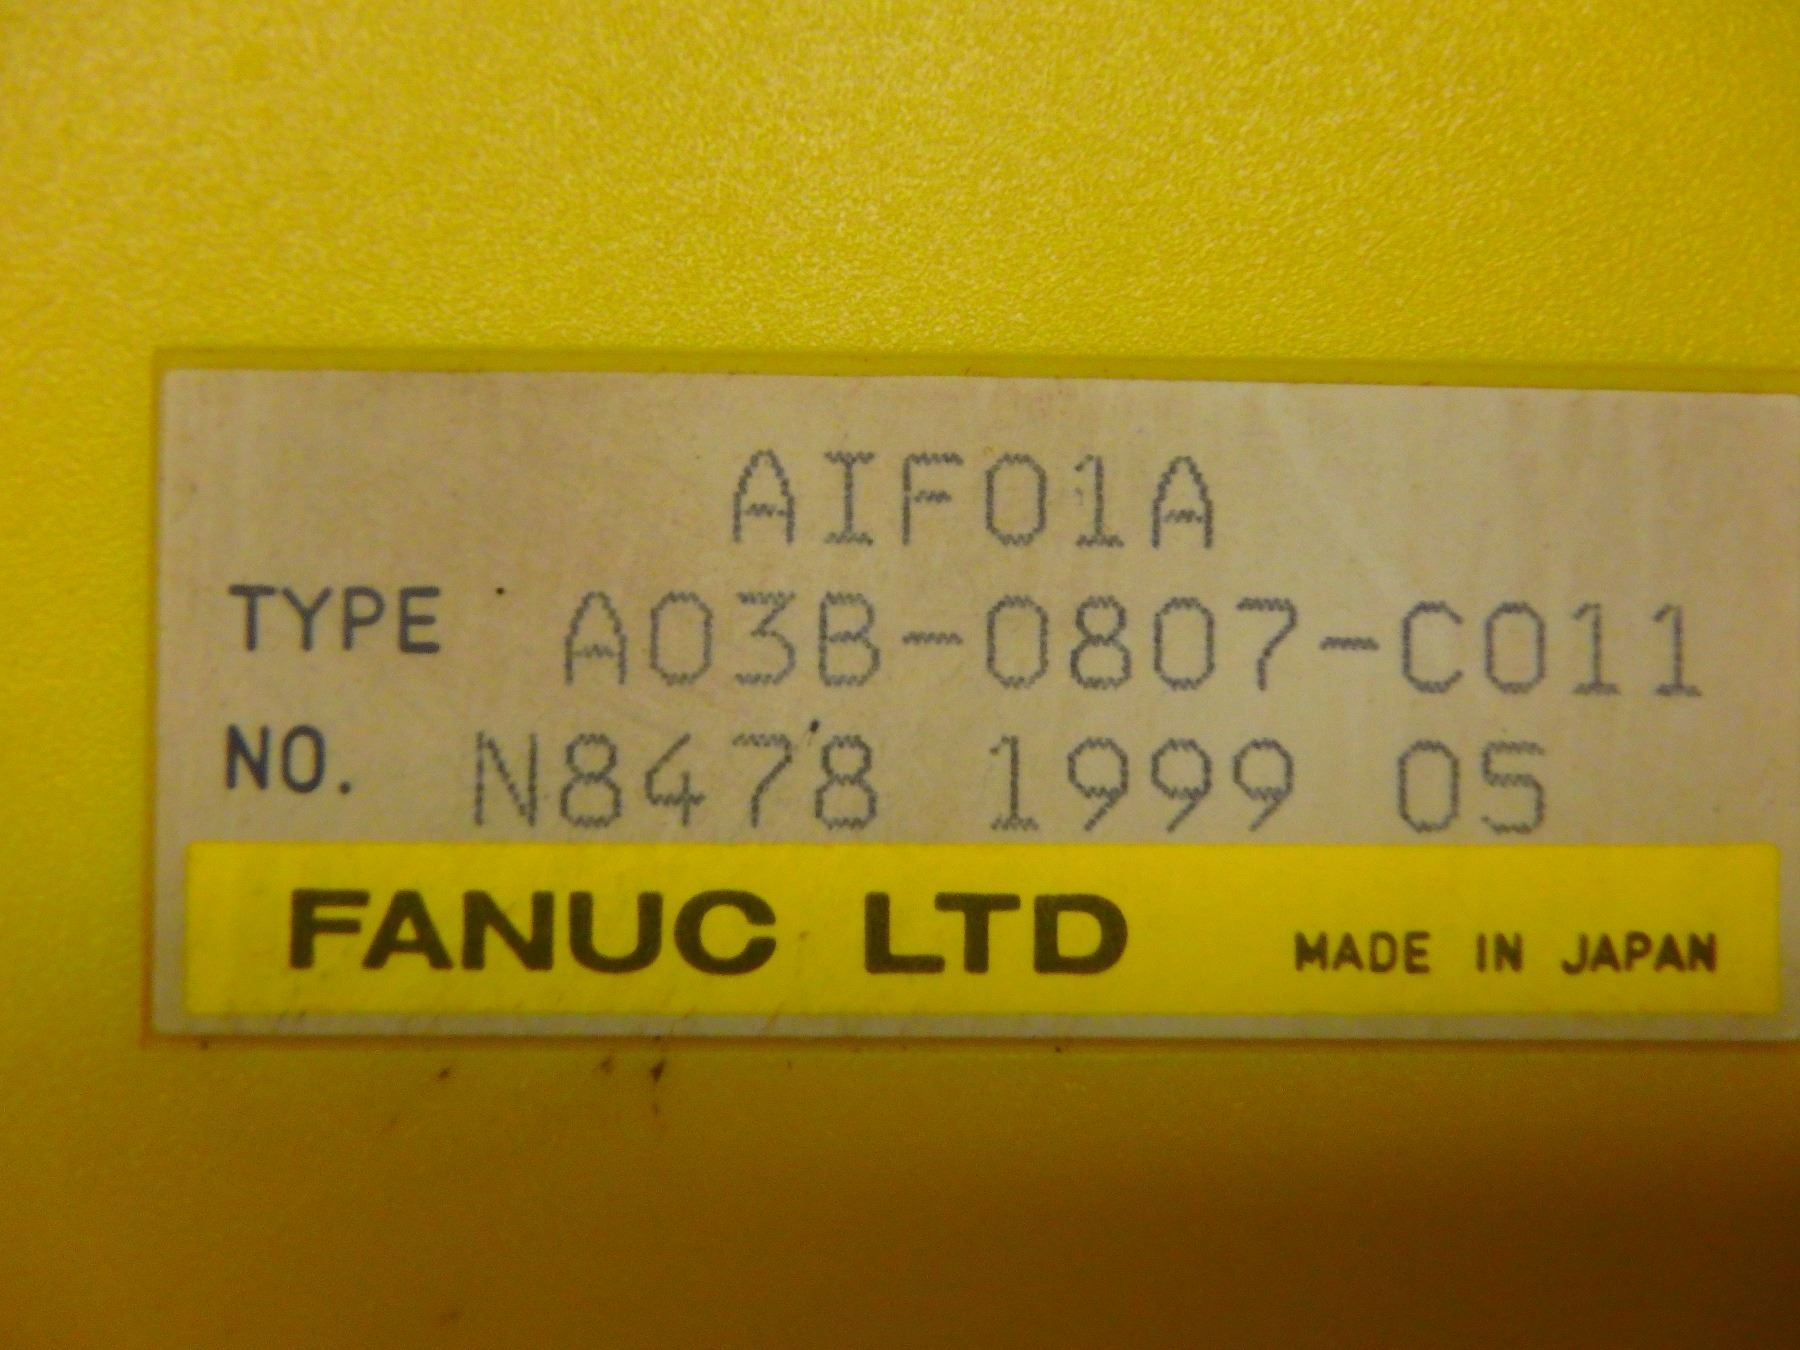 AIF01A
TYPE A03B-0807-C011
NO. N8478 1999 05
FANUC LTD MADE IN JAPAN